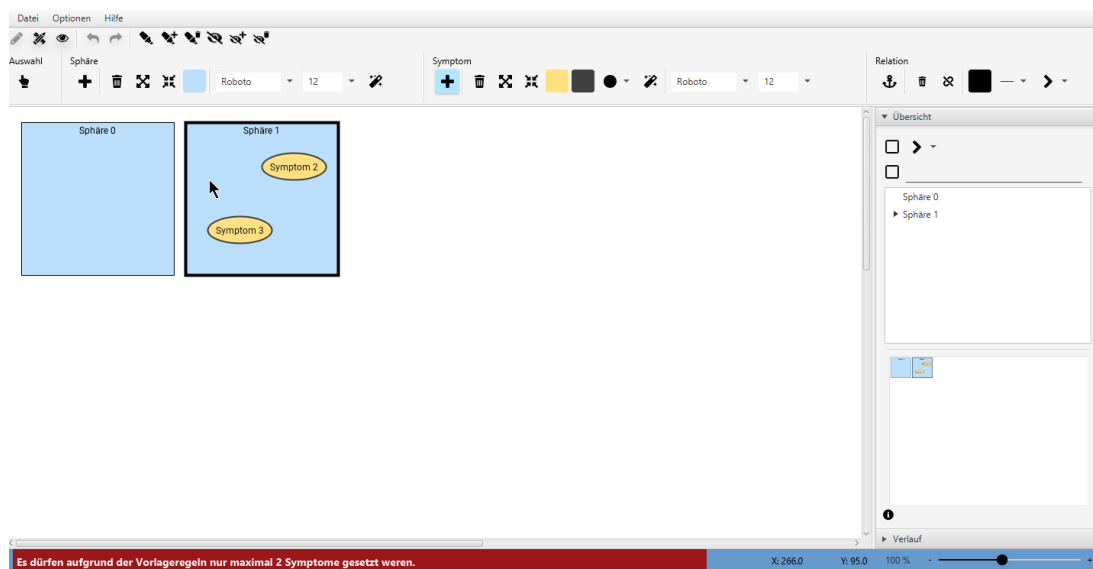 Datei Optionen Hilfe
Auswahl Sphäre Symptom Relation
Roboto 12 Roboto 12
Übersicht
Sphäre 0 Sphäre 1
Symptom 2
Symptom 3
Sphäre 0
Sphäre 1
Verlauf
Es dürfen aufgrund der Vorlageregeln nur maximal 2 Symptome gesetzt weren. X: 266.0 Y: 95.0 100 % - +